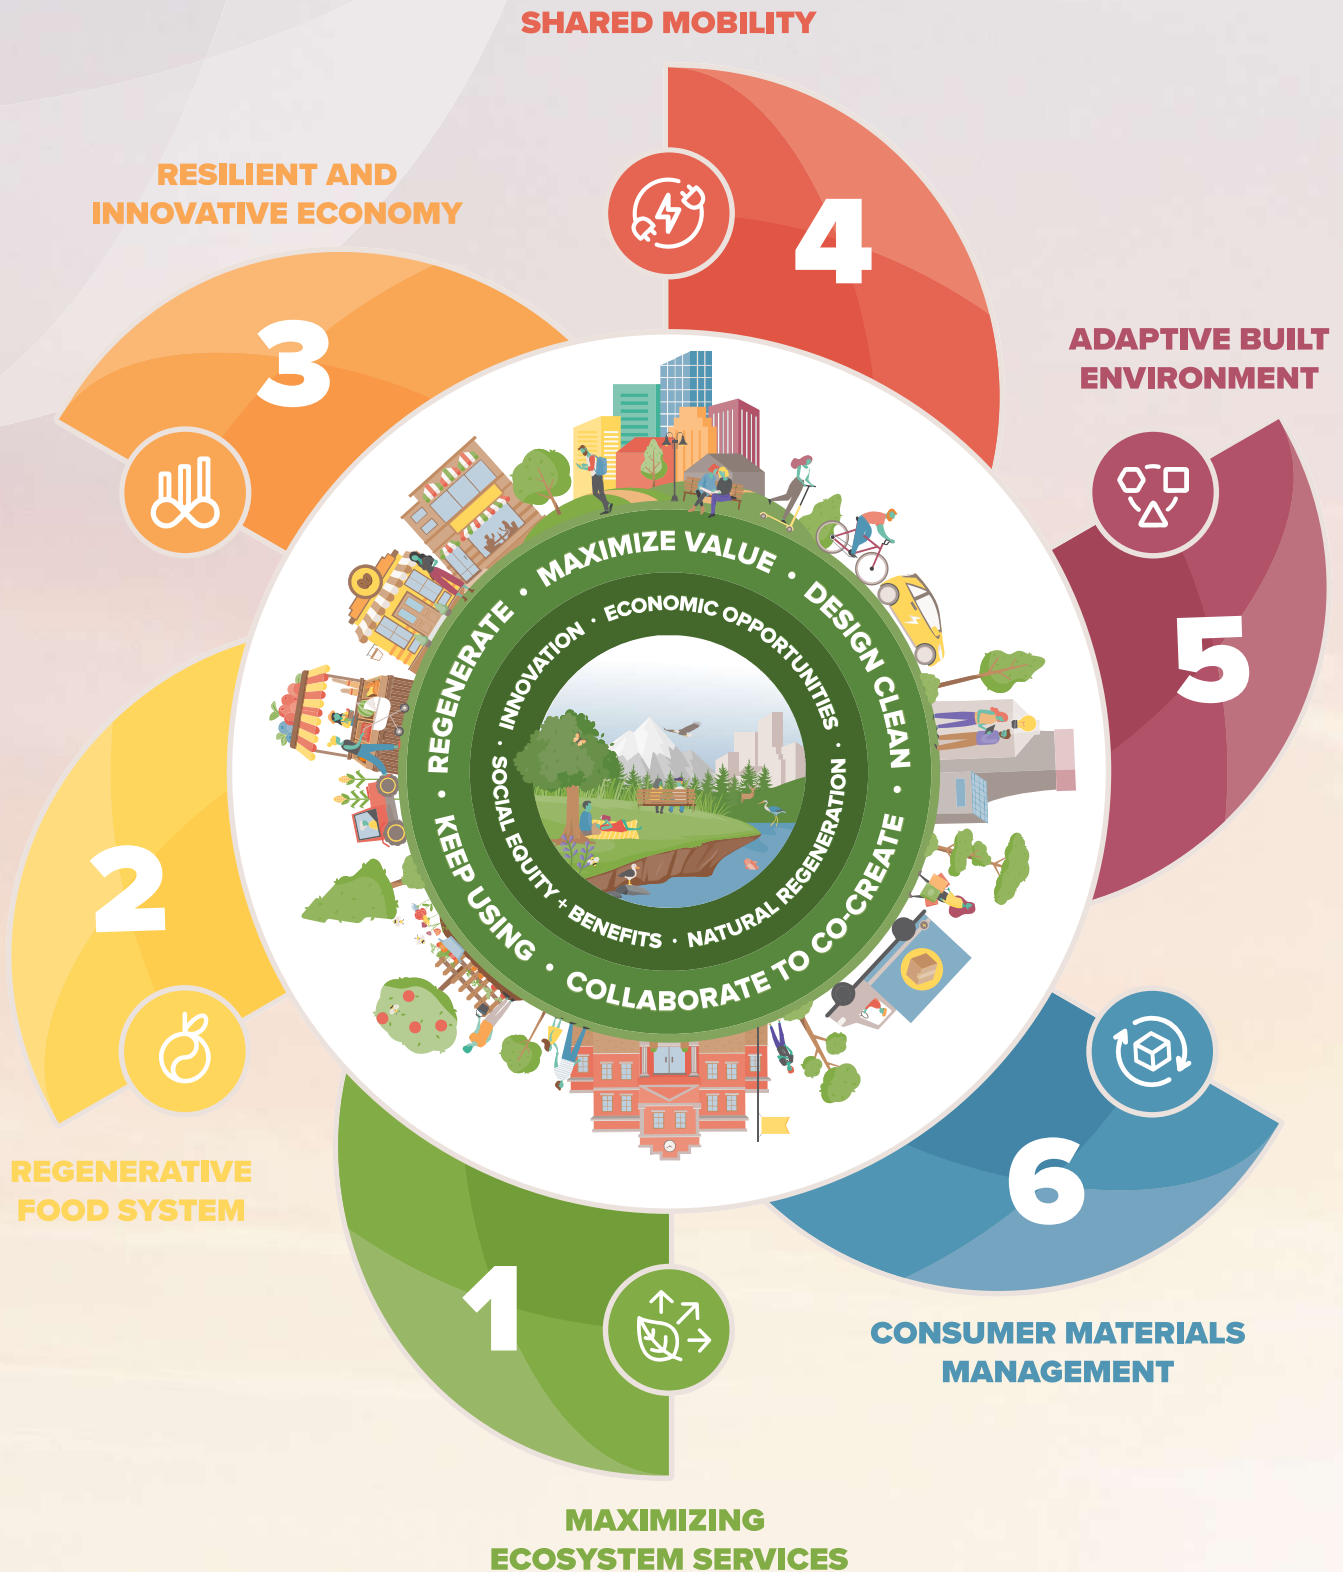 SHARED MOBILITY
4
RESILIENT AND
INNOVATIVE ECONOMY
3
ADAPTIVE BUILT
ENVIRONMENT
5
REGENERATE • MAXIMIZE VALUE • DESIGN CLEAN • COLLABORATE TO CO-CREATE • KEEP USING •
INNOVATION • ECONOMIC OPPORTUNITIES • NATURAL REGENERATION • SOCIAL EQUITY + BENEFITS •
2
REGENERATIVE
FOOD SYSTEM
6
CONSUMER MATERIALS
MANAGEMENT
1
MAXIMIZING
ECOSYSTEM SERVICES